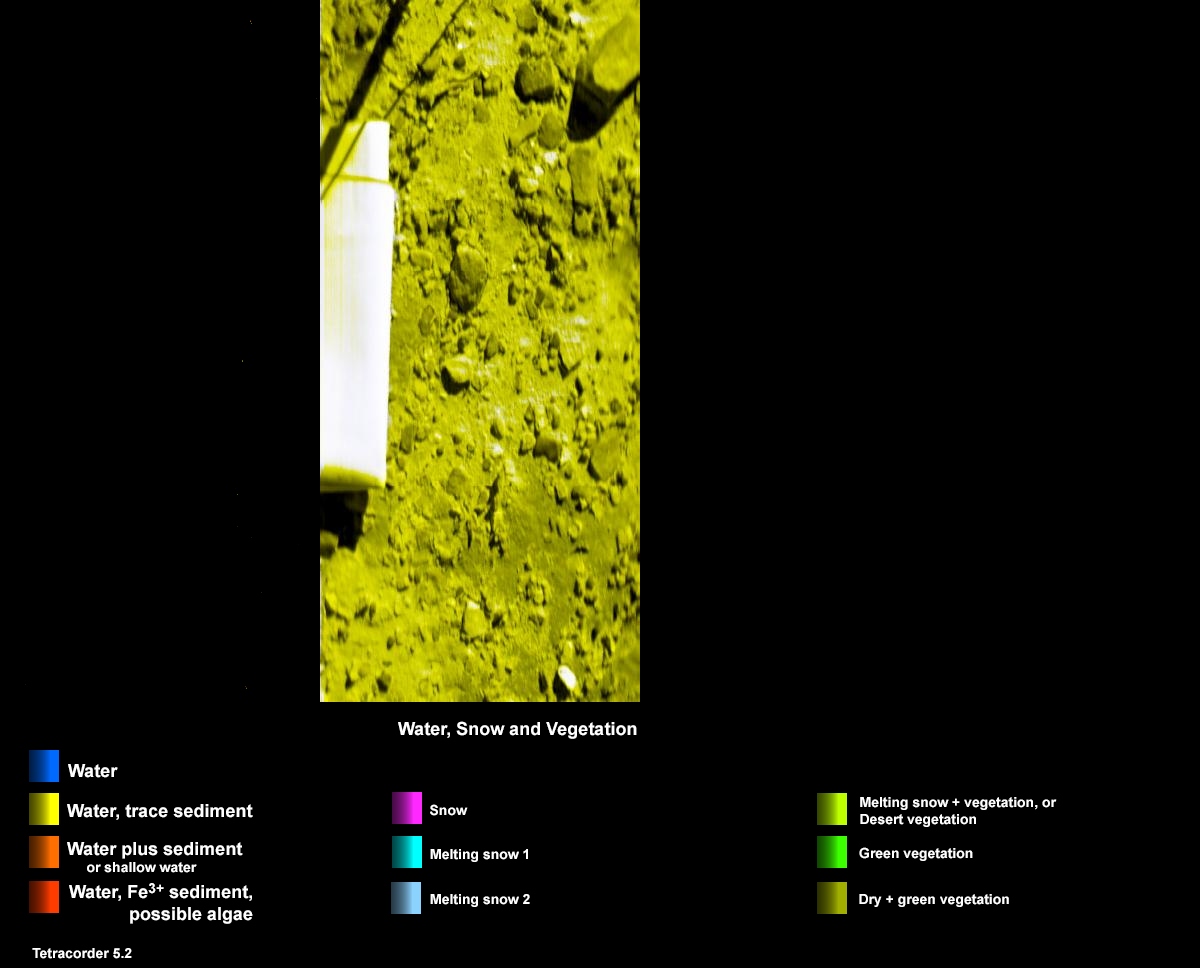 Water, Snow and Vegetation
Water
Water, trace sediment
Water plus sediment
or shallow water
Water, Fe3+ sediment,
possible algae
Snow
Melting snow 1
Melting snow 2
Melting snow + vegetation, or
Desert vegetation
Green vegetation
Dry + green vegetation
Tetracorder 5.2